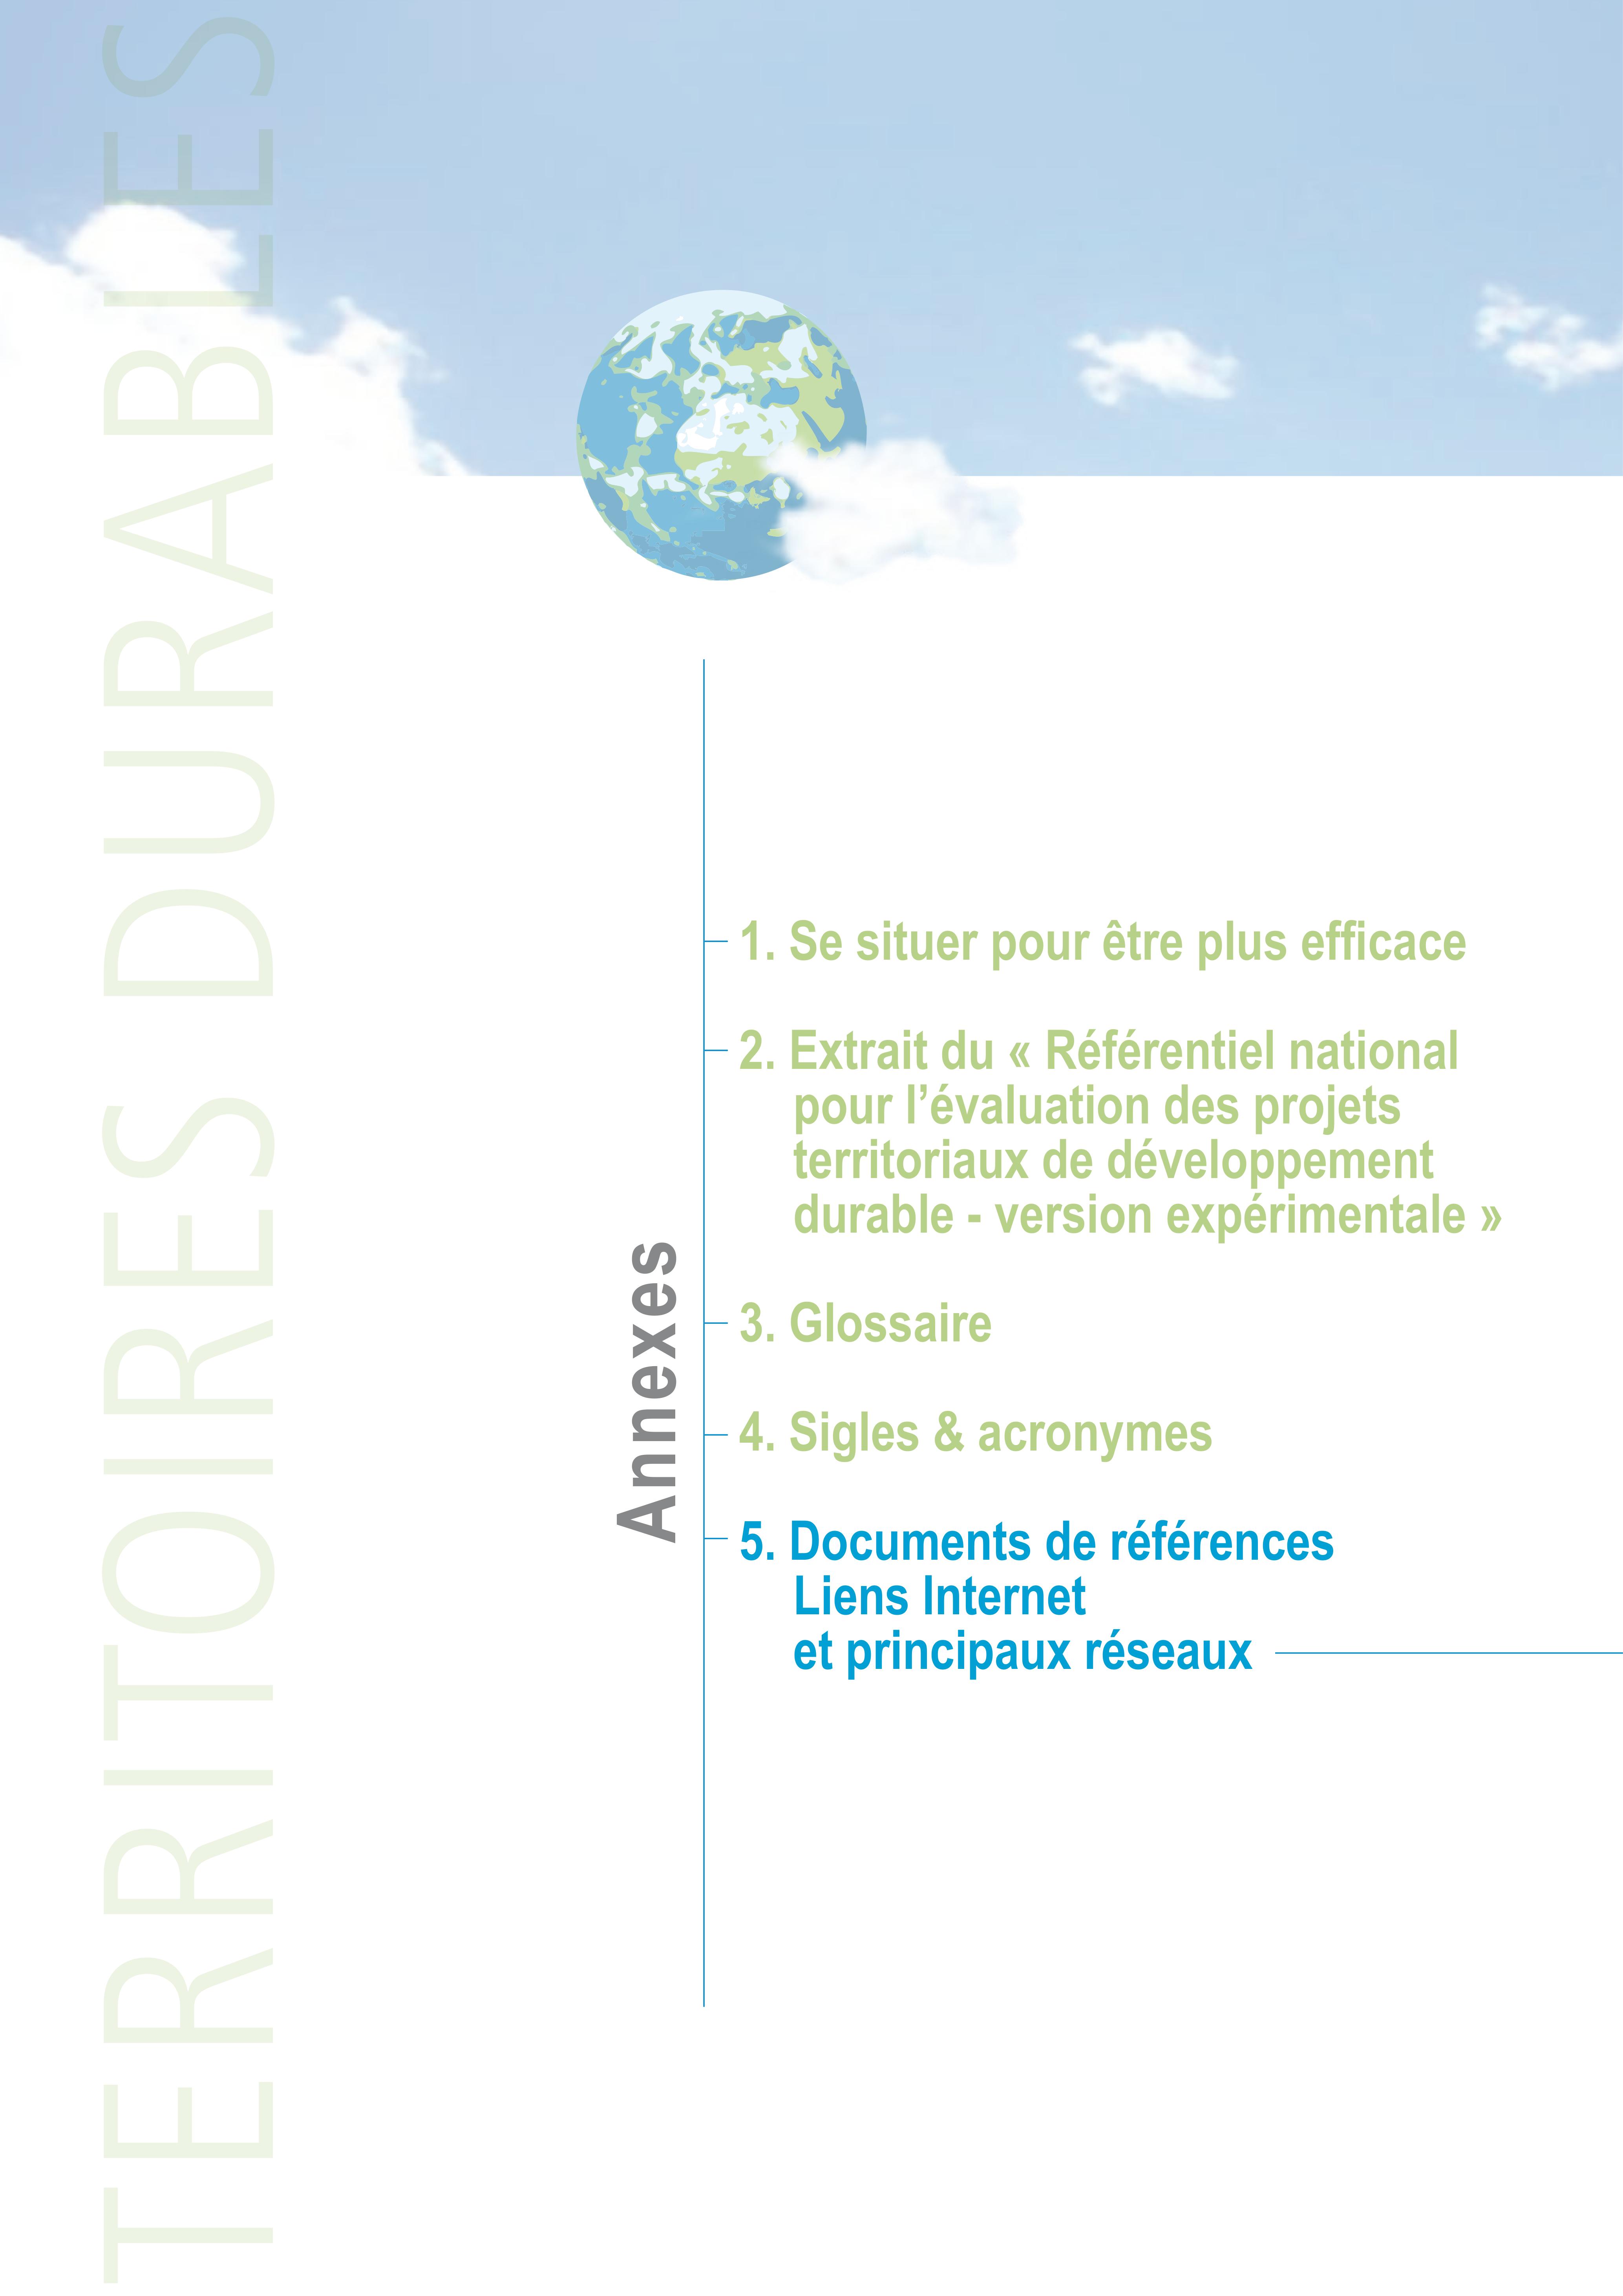 TERRITOIRES DURABLES
Annexes
1. Se situer pour être plus efficace
2. Extrait du « Référentiel national
pour l’évaluation des projets
territoriaux de développement
durable - version expérimentale »
3. Glossaire
4. Sigles & acronymes
5. Documents de références
Liens Internet
et principaux réseaux